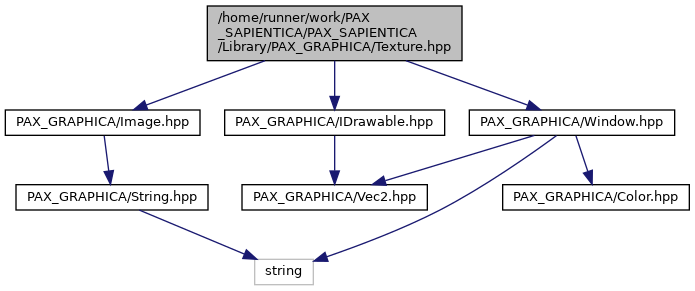 /home/runner/work/PAX
_SAPIENTICA/PAX_SAPIENTICA
/Library/PAX_GRAPHICA/Texture.hpp
PAX_GRAPHICA/Image.hpp
PAX_GRAPHICA/IDrawable.hpp
PAX_GRAPHICA/Window.hpp
PAX_GRAPHICA/String.hpp
PAX_GRAPHICA/Vec2.hpp
PAX_GRAPHICA/Color.hpp
string